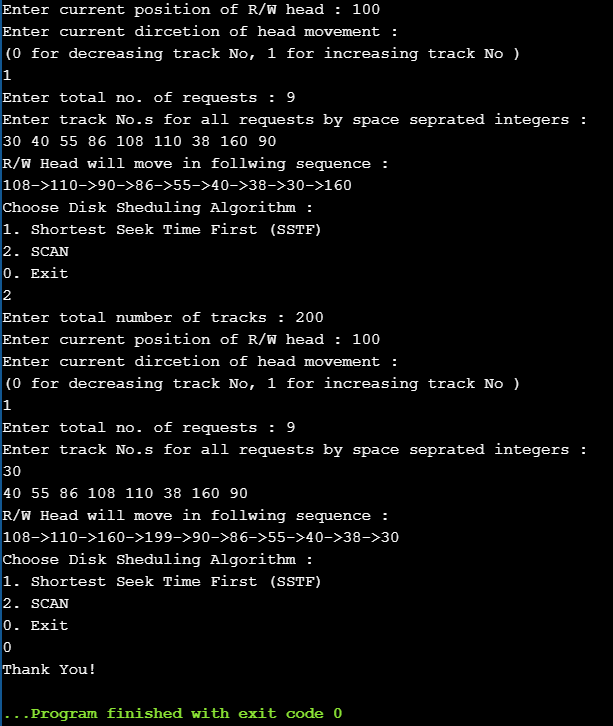 Enter current position of R/W head : 100
Enter current dircetion of head movement :
(0 for decreasing track No, 1 for increasing track No )
1
Enter total no. of requests : 9
Enter track No.s for all requests by space seprated integers :
30 40 55 86 108 110 38 160 90
R/W Head will move in follwing sequence :
108->110->90->86->55->40->38->30->160
Choose Disk Sheduling Algorithm :
1. Shortest Seek Time First (SSTF)
2. SCAN
0. Exit
2
Enter total number of tracks : 200
Enter current position of R/W head : 100
Enter current dircetion of head movement :
(0 for decreasing track No, 1 for increasing track No )
1
Enter total no. of requests : 9
Enter track No.s for all requests by space seprated integers :
30
40 55 86 108 110 38 160 90
R/W Head will move in follwing sequence :
108->110->160->199->90->86->55->40->38->30
Choose Disk Sheduling Algorithm :
1. Shortest Seek Time First (SSTF)
2. SCAN
0. Exit
0
Thank You!
...Program finished with exit code 0